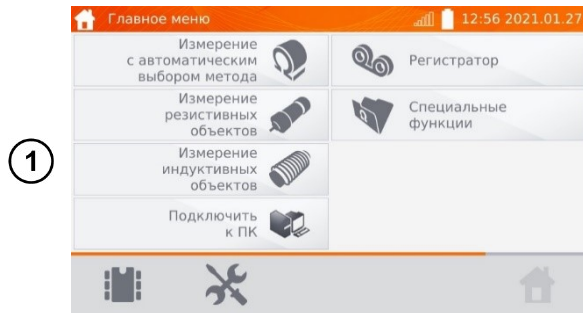 Главное меню
12:56 2021.01.27
Измерение
с автоматическим
выбором метода
Регистратор
Измерение
резистивных
объектов
Специальные
функции
1
Измерение
индуктивных
объектов
Подключить
к ПК